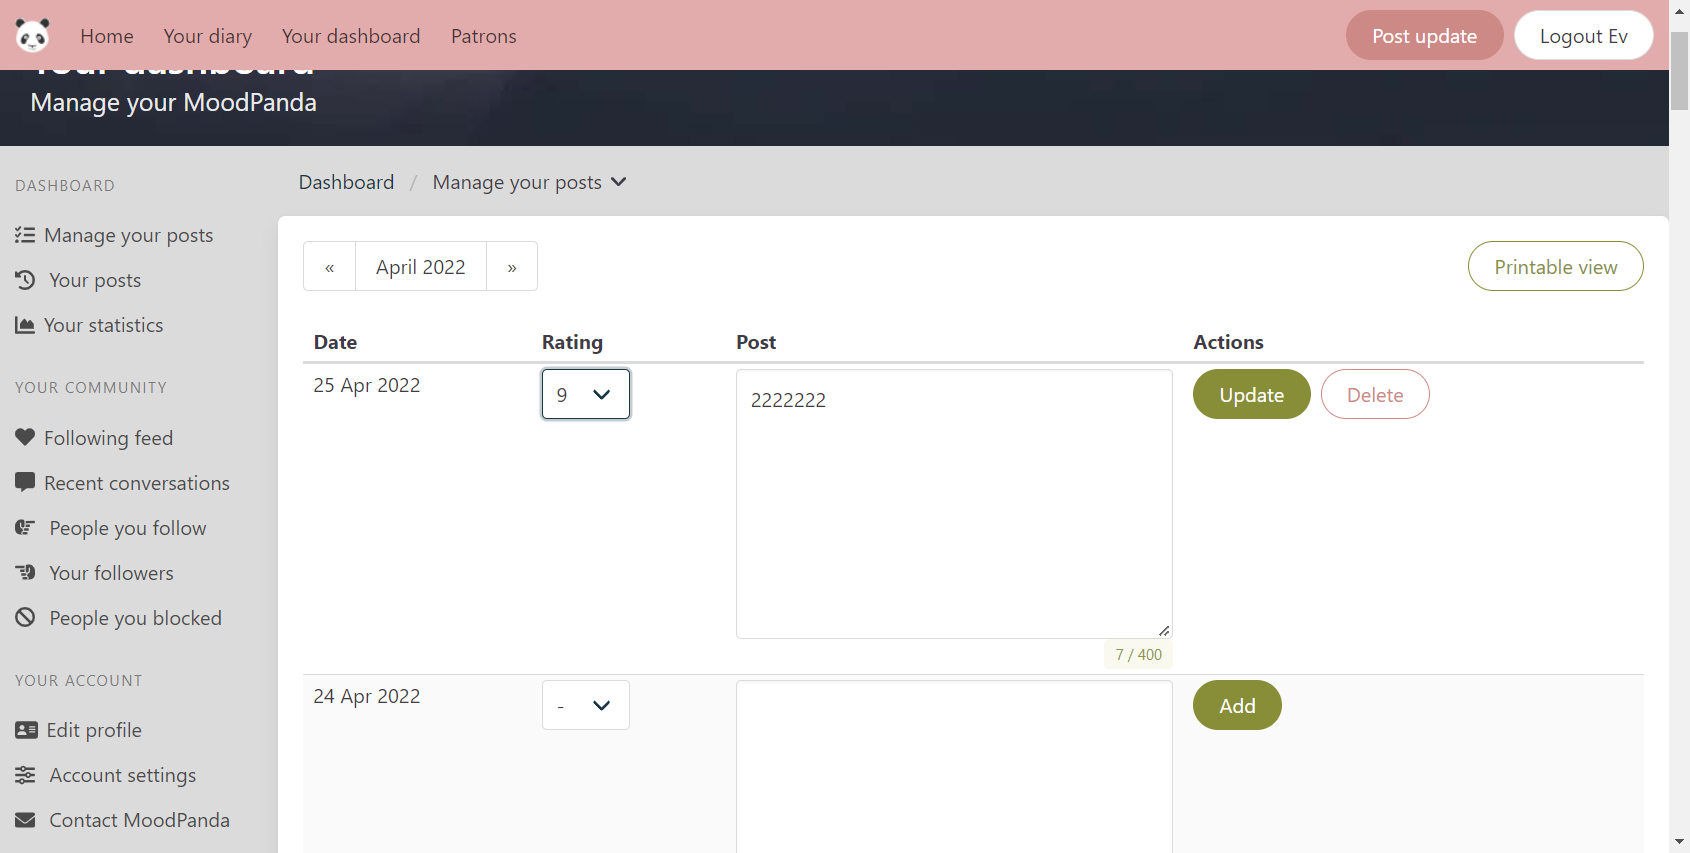 Home Your diary Your dashboard Patrons Post update Logout Ev
Your dashboard
Manage your MoodPanda
DASHBOARD
Manage your posts
Your posts
Your statistics
YOUR COMMUNITY
Following feed
Recent conversations
People you follow
Your followers
People you blocked
YOUR ACCOUNT
Edit profile
Account settings
Contact MoodPanda
Dashboard / Manage your posts
« April 2022 » Printable view
Date Rating Post Actions
25 Apr 2022 9 2222222 Update Delete
7 / 400
24 Apr 2022 - Add